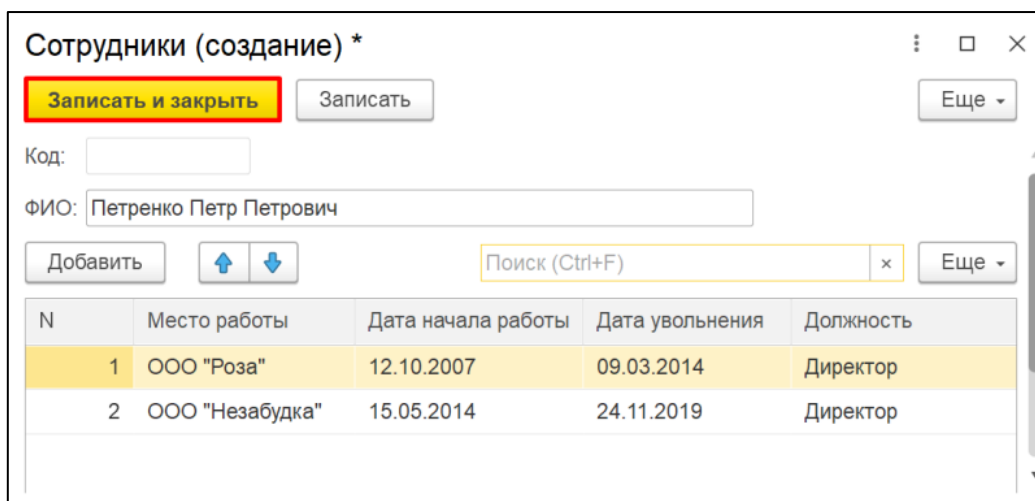 Сотрудники (создание) *
Записать и закрыть Записать Еще
Код:
ФИО: Петренко Петр Петрович
Добавить Поиск (Ctrl+F) × Еще
N Место работы Дата начала работы Дата увольнения Должность
1 ООО "Роза" 12.10.2007 09.03.2014 Директор
2 ООО "Незабудка" 15.05.2014 24.11.2019 Директор